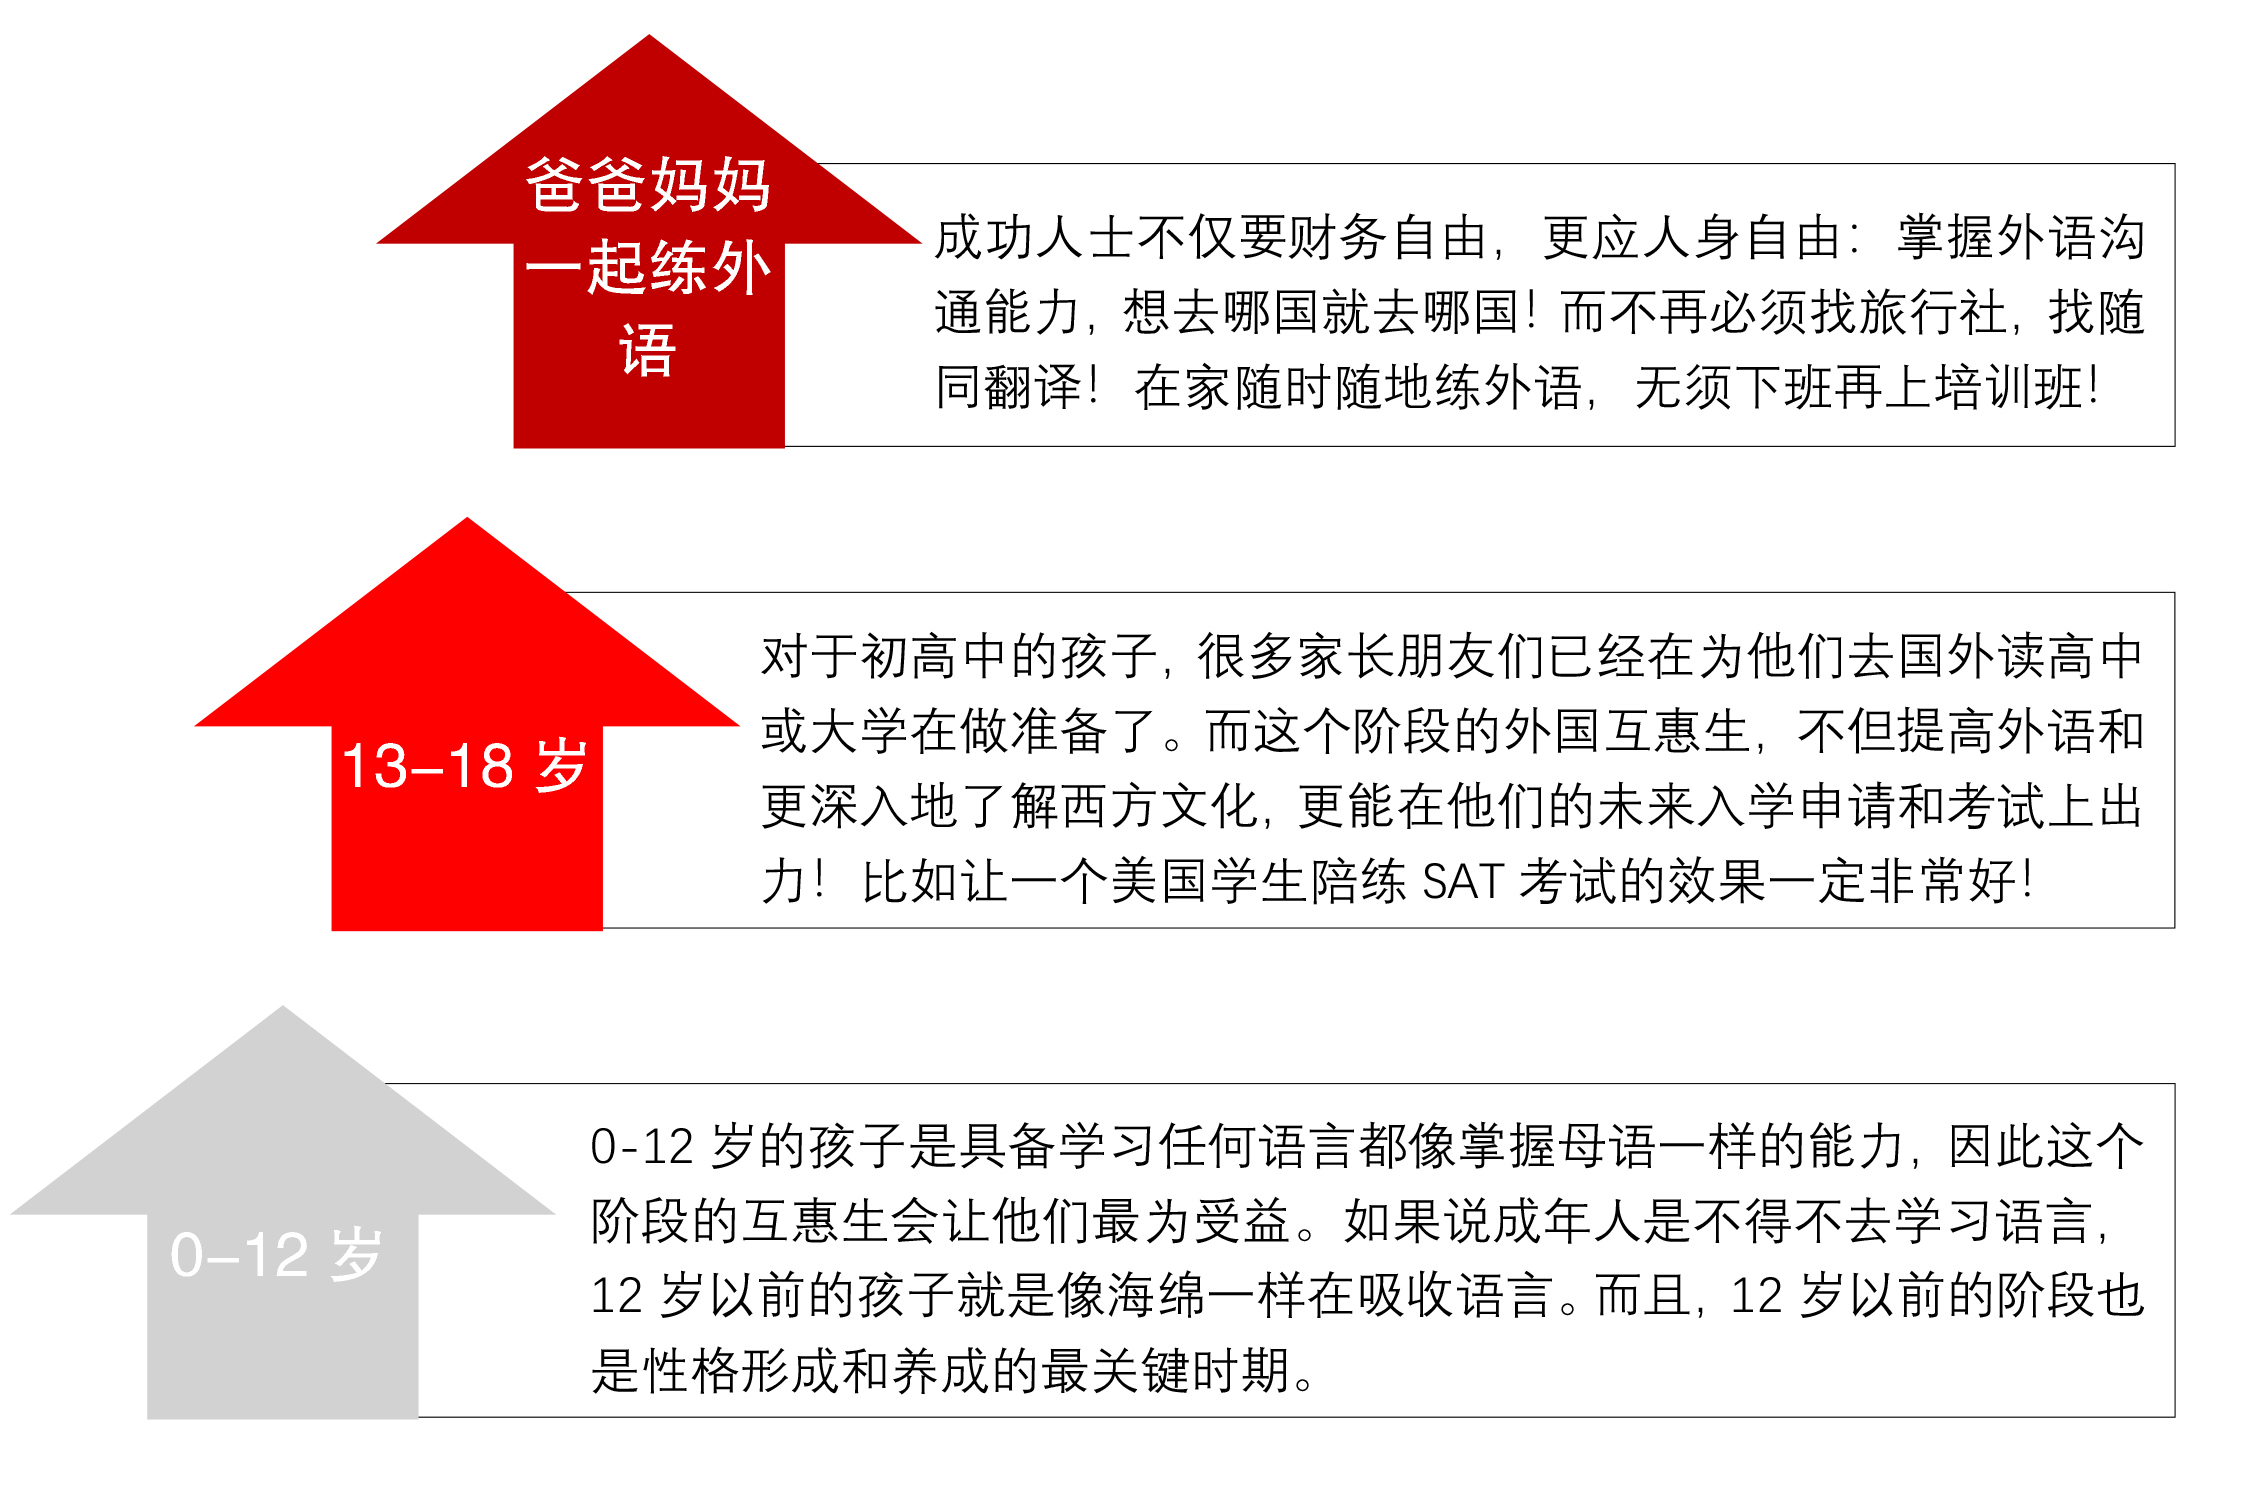 爸爸妈妈
一起练外
语
成功人士不仅要财务自由，更应人身自由：掌握外语沟
通能力，想去哪国就去哪国！而不再必须找旅行社，找随
同翻译！在家随时随地练外语，无须下班再上培训班！
13-18 岁
对于初高中的孩子，很多家长朋友们已经在为他们去国外读高中
或大学在做准备了。而这个阶段的外国互惠生，不但提高外语和
更深入地了解西方文化，更能在他们的未来入学申请和考试上出
力！比如让一个美国学生陪练 SAT 考试的效果一定非常好！
0-12 岁
0-12 岁的孩子是具备学习任何语言都像掌握母语一样的能力，因此这个
阶段的互惠生会让他们最为受益。如果说成年人是不得不去学习语言，
12 岁以前的孩子就是像海绵一样在吸收语言。而且，12 岁以前的阶段也
是性格形成和养成的最关键时期。